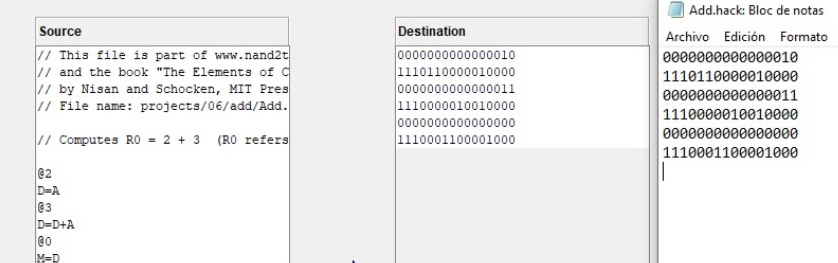 Source
// This file is part of www.nand2t
// and the book "The Elements of C
// by Nisan and Schocken, MIT Pres
// File name: projects/06/add/Add.
// Computes R0 = 2 + 3  (R0 refers
@2
D=A
@3
D=D+A
@0
M=D
Destination
0000000000000010
1110110000010000
0000000000000011
1110000010010000
0000000000000000
1110001100001000
Add.hack: Bloc de notas
Archivo Edición Formato
0000000000000010
1110110000010000
0000000000000011
1110000010010000
0000000000000000
1110001100001000